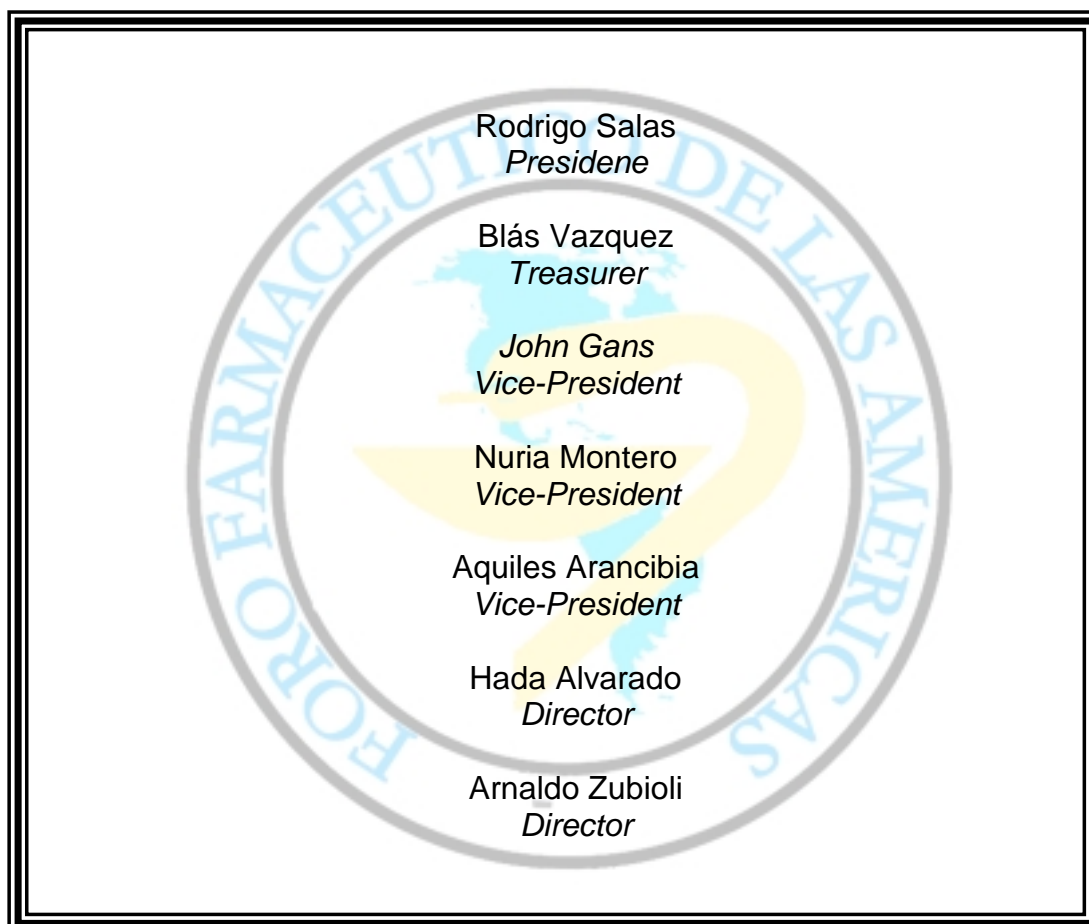 Rodrigo Salas
Presidene
Blás Vazquez
Treasurer
John Gans
Vice-President
Nuria Montero
Vice-President
Aquiles Arancibia
Vice-President
Hada Alvarado
Director
Arnaldo Zubioli
Director
FORO FARMACEUTICO DE LAS AMERICAS